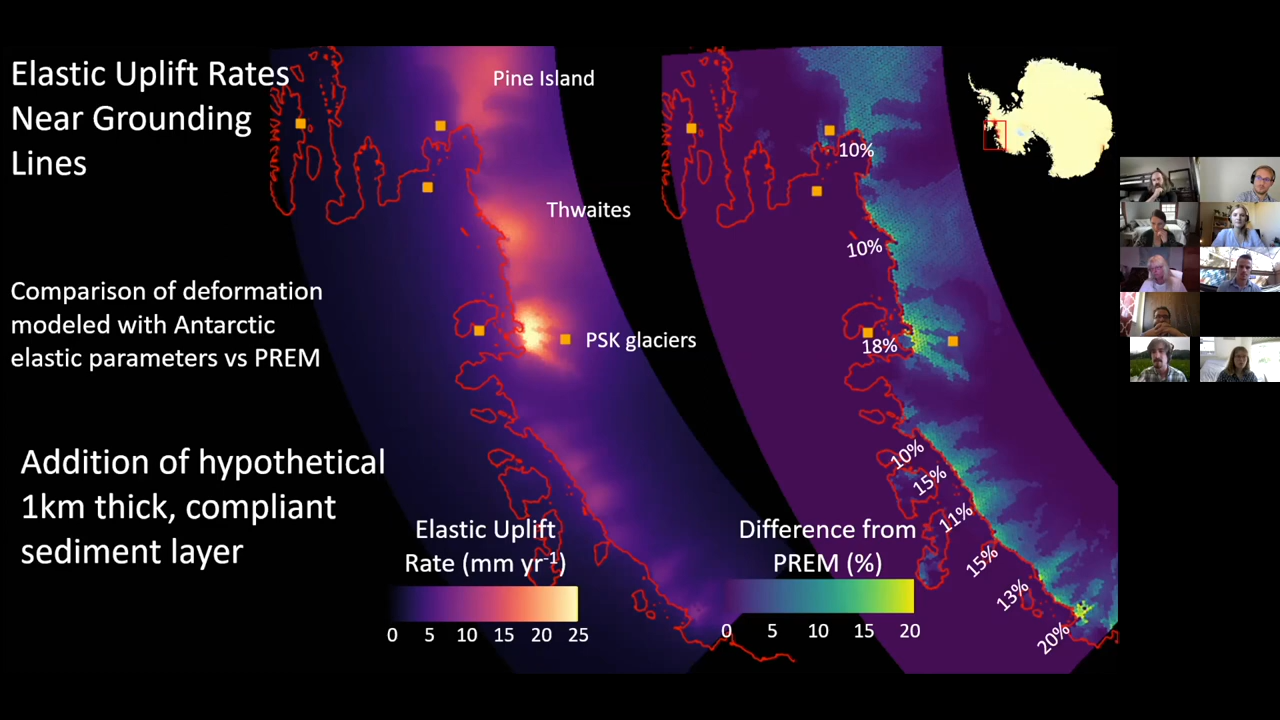 Elastic Uplift Rates
Near Grounding
Lines
Comparison of deformation
modeled with Antarctic
elastic parameters vs PREM
Addition of hypothetical
1km thick, compliant
sediment layer
Pine Island
Thwaites
PSK glaciers
Elastic Uplift
Rate (mm yr-1)
0 5 10 15 20 25
10%
10%
18%
10%
15%
11%
15%
13%
20%
Difference from
PREM (%)
0 5 10 15 20